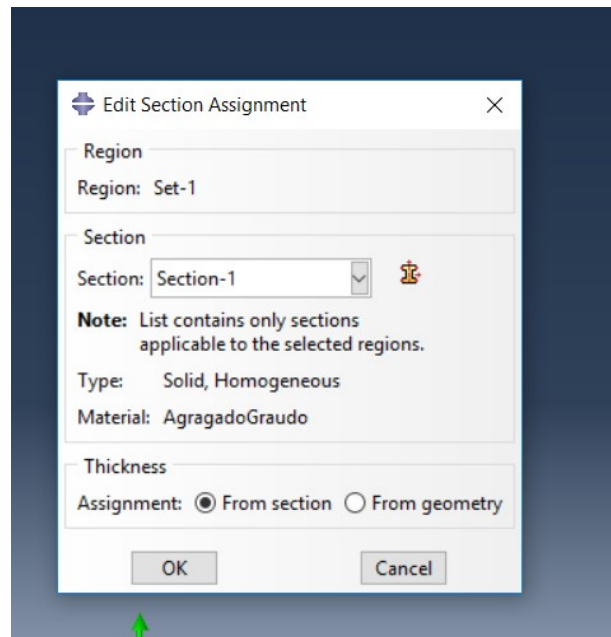 Edit Section Assignment
Region
Region: Set-1
Section
Section: Section-1
Note: List contains only sections
applicable to the selected regions.
Type: Solid, Homogeneous
Material: AgragadoGraudo
Thickness
Assignment: From section From geometry
OK Cancel